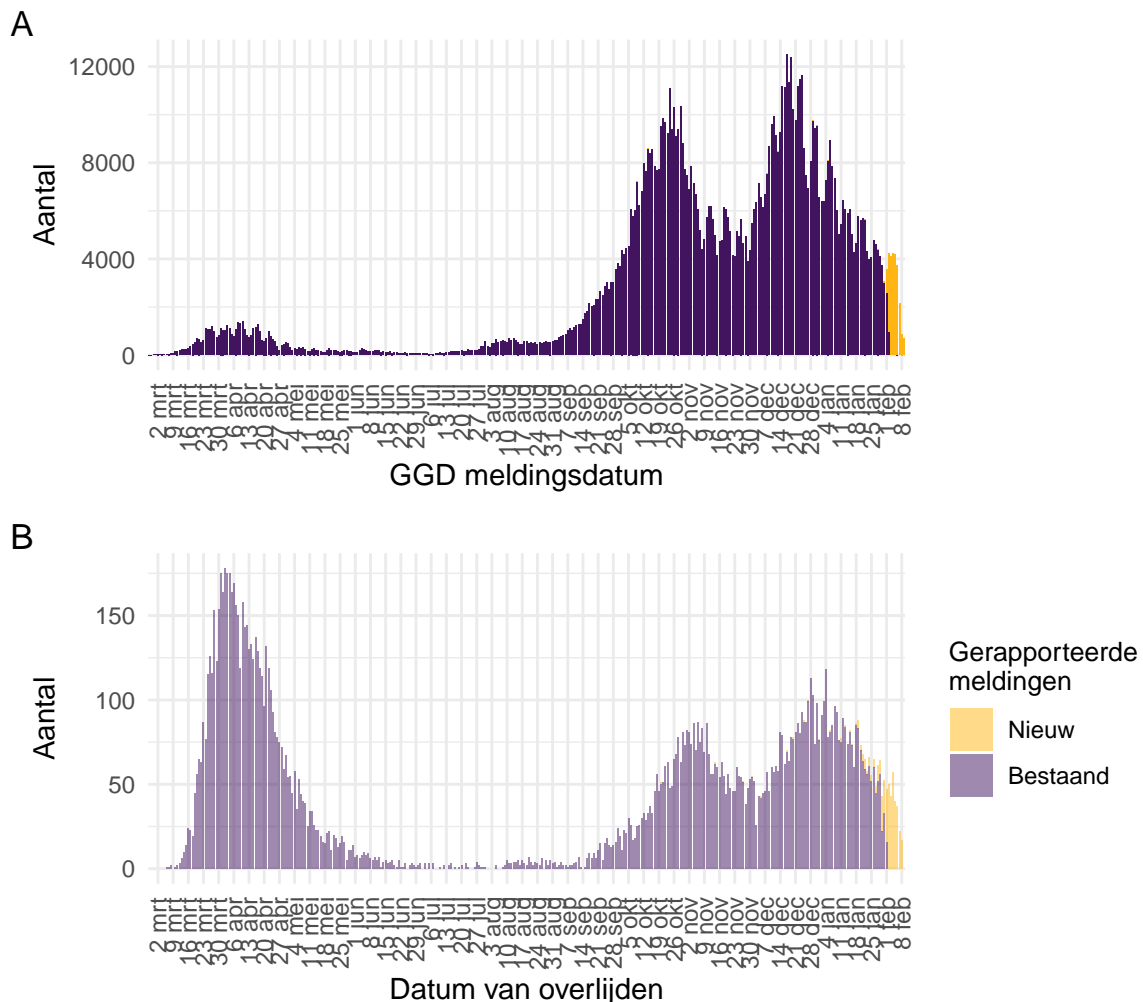 A
12000
8000
4000
0
Aantal
2 mrt
9 mrt
16 mrt
23 mrt
30 mrt
6 apr
13 apr
20 apr
27 apr
4 mei
11 mei
18 mei
25 mei
1 jun
8 jun
15 jun
22 jun
29 jun
6 jul
13 jul
20 jul
27 jul
3 aug
10 aug
17 aug
24 aug
31 aug
7 sep
14 sep
21 sep
28 sep
5 okt
12 okt
19 okt
26 okt
2 nov
9 nov
16 nov
23 nov
30 nov
7 dec
14 dec
21 dec
28 dec
4 jan
11 jan
18 jan
25 jan
1 feb
8 feb
GGD meldingsdatum
B
150
100
50
0
Aantal
2 mrt
9 mrt
16 mrt
23 mrt
30 mrt
6 apr
13 apr
20 apr
27 apr
4 mei
11 mei
18 mei
25 mei
1 jun
8 jun
15 jun
22 jun
29 jun
6 jul
13 jul
20 jul
27 jul
3 aug
10 aug
17 aug
24 aug
31 aug
7 sep
14 sep
21 sep
28 sep
5 okt
12 okt
19 okt
26 okt
2 nov
9 nov
16 nov
23 nov
30 nov
7 dec
14 dec
21 dec
28 dec
4 jan
11 jan
18 jan
25 jan
1 feb
8 feb
Datum van overlijden
Gerapporteerde
meldingen
Nieuw
Bestaand